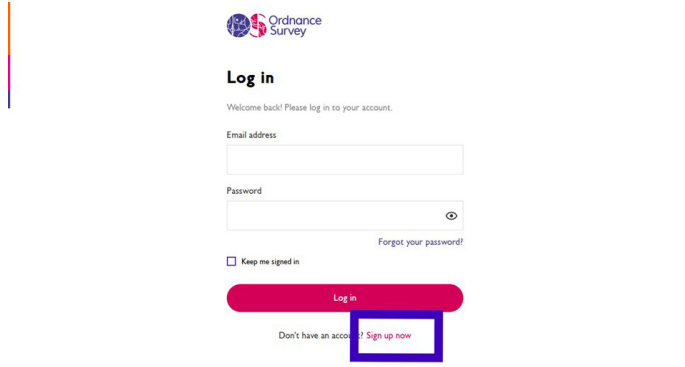 Ordnance
Survey
Log in
Welcome back! Please log in to your account.
Email address
Password
Forgot your password?
Keep me signed in
Log in
Don't have an account? Sign up now